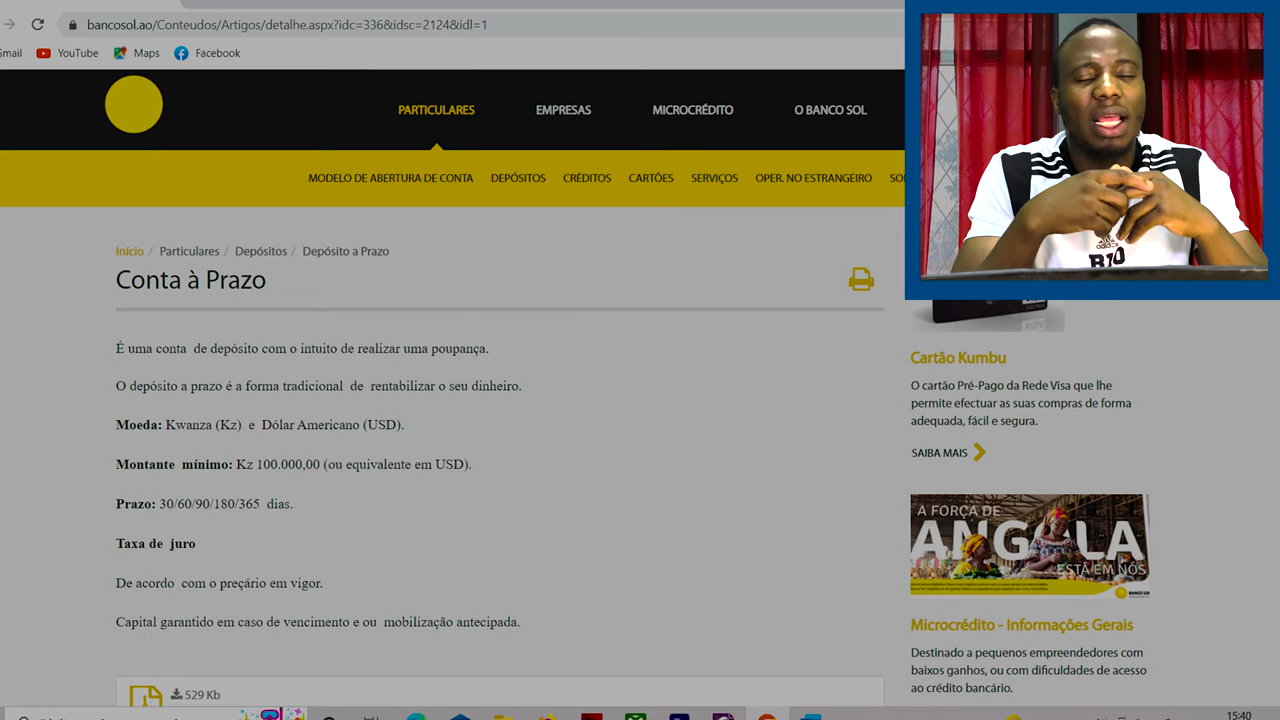 bancosol.ao/Conteudos/Artigos/detalhe.aspx?idc=336&idsc=2124&idl=1
Gmail YouTube Maps Facebook
PARTICULARES EMPRESAS MICROCRÉDITO O BANCO SOL
MODELO DE ABERTURA DE CONTA DEPÓSITOS CRÉDITOS CARTÕES SERVIÇOS OPER. NO ESTRANGEIRO
Início / Particulares / Depósitos / Depósito a Prazo
Conta à Prazo
É uma conta de depósito com o intuito de realizar uma poupança.
O depósito a prazo é a forma tradicional de rentabilizar o seu dinheiro.
Moeda: Kwanza (Kz) e Dólar Americano (USD).
Montante mínimo: Kz 100.000,00 (ou equivalente em USD).
Prazo: 30/60/90/180/365 dias.
Taxa de juro
De acordo com o preçário em vigor.
Capital garantido em caso de vencimento e ou mobilização antecipada.
529 Kb
adidas
Cartão Kumbu
O cartão Pré-Pago da Rede Visa que lhe
permite efectuar as suas compras de forma
adequada, fácil e segura.
SAIBA MAIS
A FORÇA DE
ANGOLA
ESTÁ EM NÓS
BANCO SOL
Microcrédito - Informações Gerais
Destinado a pequenos empreendedores com
baixos ganhos, ou com dificuldades de acesso
ao crédito bancário.
15:40